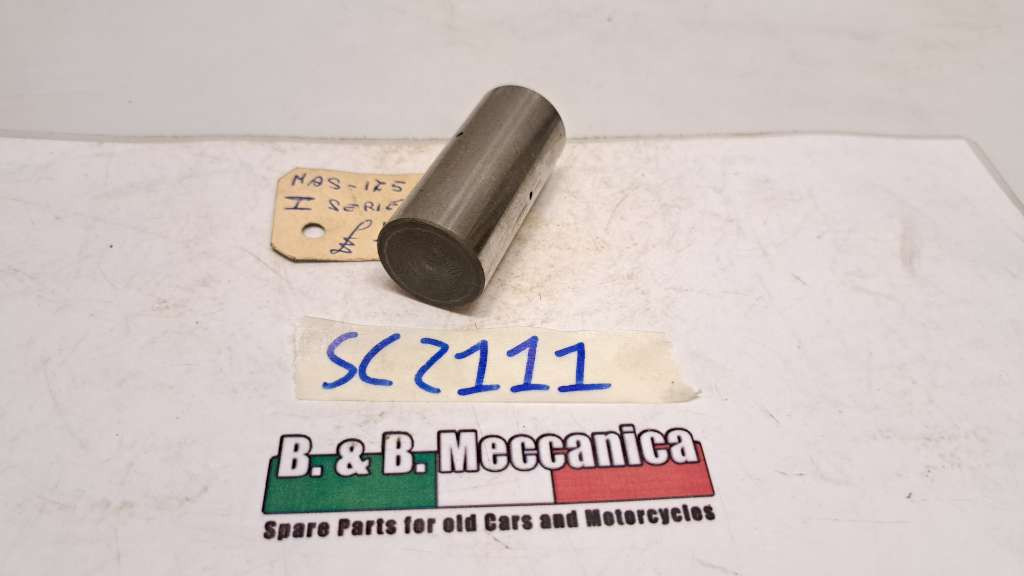 MAS-175
I SERIE
SC2111
B. & B. Meccanica
Spare Parts for old Cars and Motorcycles